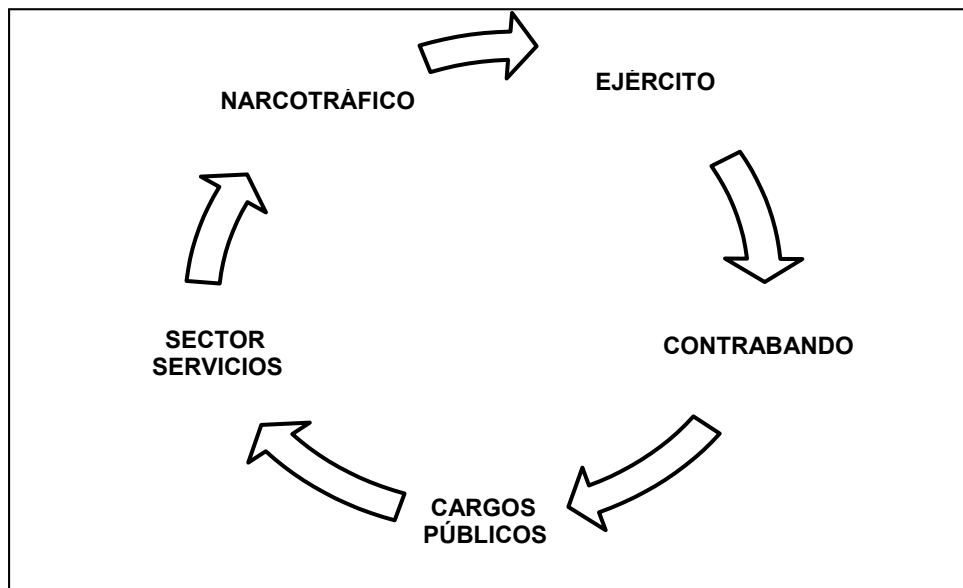 NARCOTRÁFICO
EJÉRCITO
CONTRABANDO
CARGOS
PÚBLICOS
SECTOR
SERVICIOS